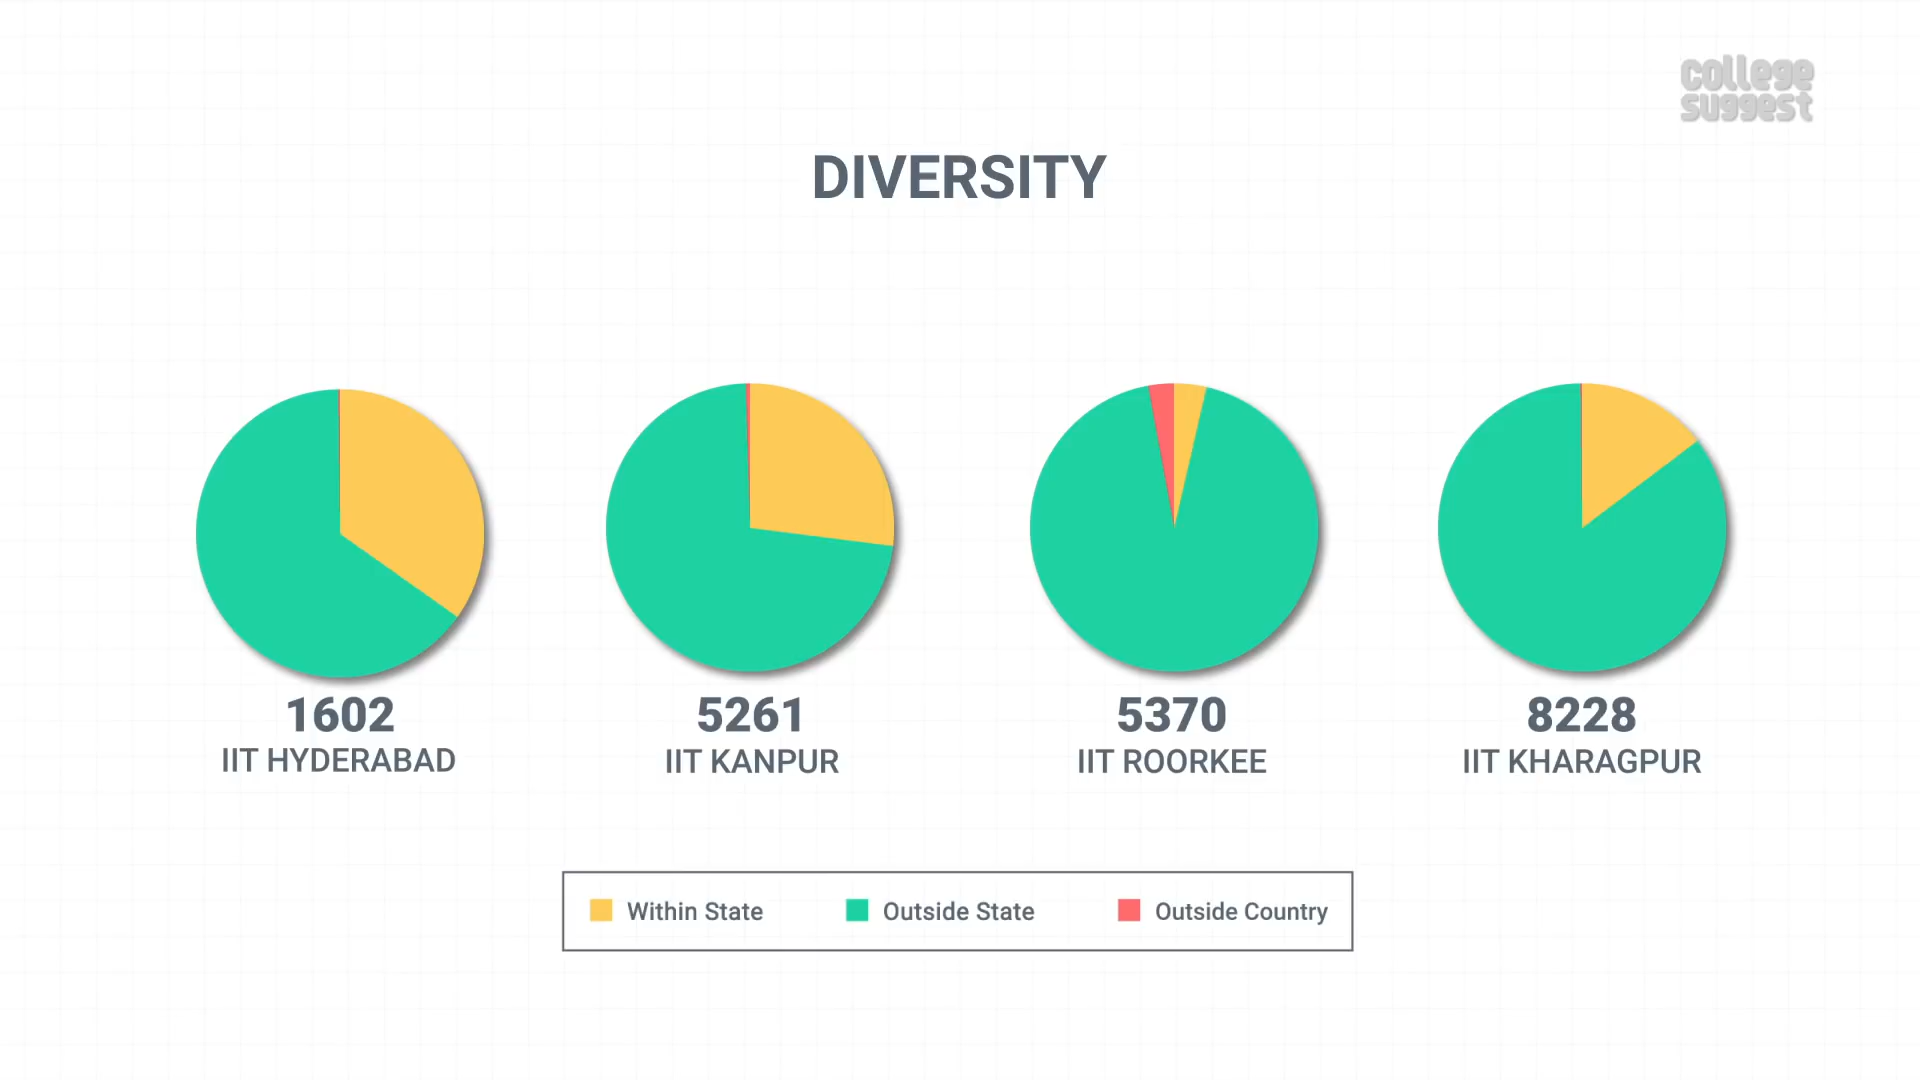 college
suggest
DIVERSITY
1602
IIT HYDERABAD
5261
IIT KANPUR
5370
IIT ROORKEE
8228
IIT KHARAGPUR
Within State
Outside State
Outside Country